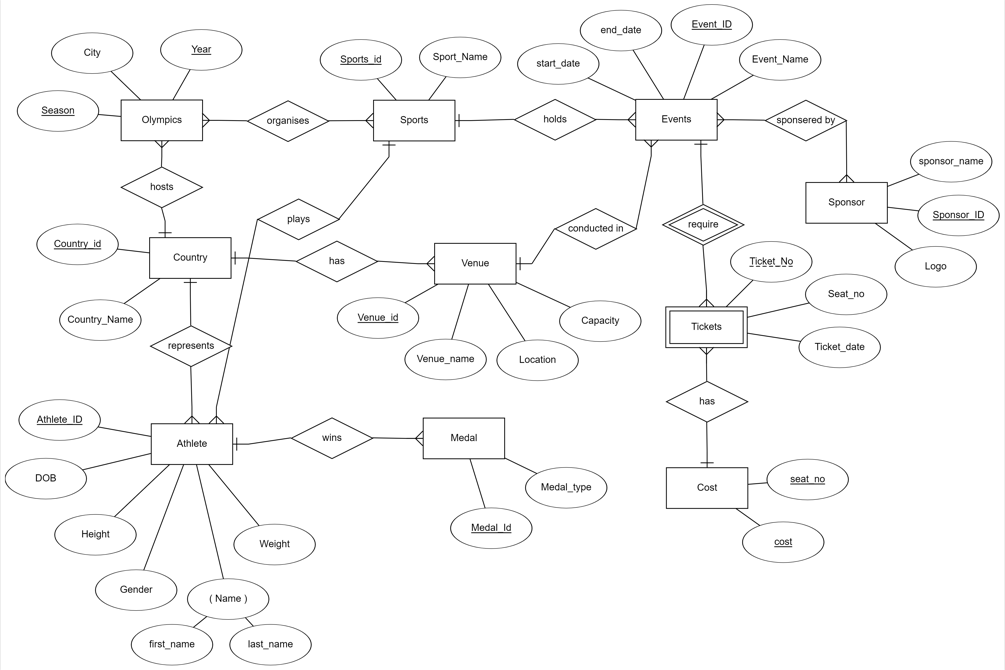 end_date
Event_ID
City
Year
Sports_id
Sport_Name
start_date
Event_Name
Season
Olympics
organises
Sports
holds
Events
sponsered by
sponsor_name
hosts
Sponsor
Sponsor_ID
plays
require
conducted in
Country_id
Country
has
Venue
Ticket_No
Logo
Country_Name
Venue_id
Capacity
Seat_no
Tickets
represents
Venue_name
Location
Ticket_date
has
Athlete_ID
Athlete
wins
Medal
DOB
Medal_type
Cost
seat_no
Height
Weight
Medal_Id
cost
Gender
( Name )
first_name
last_name